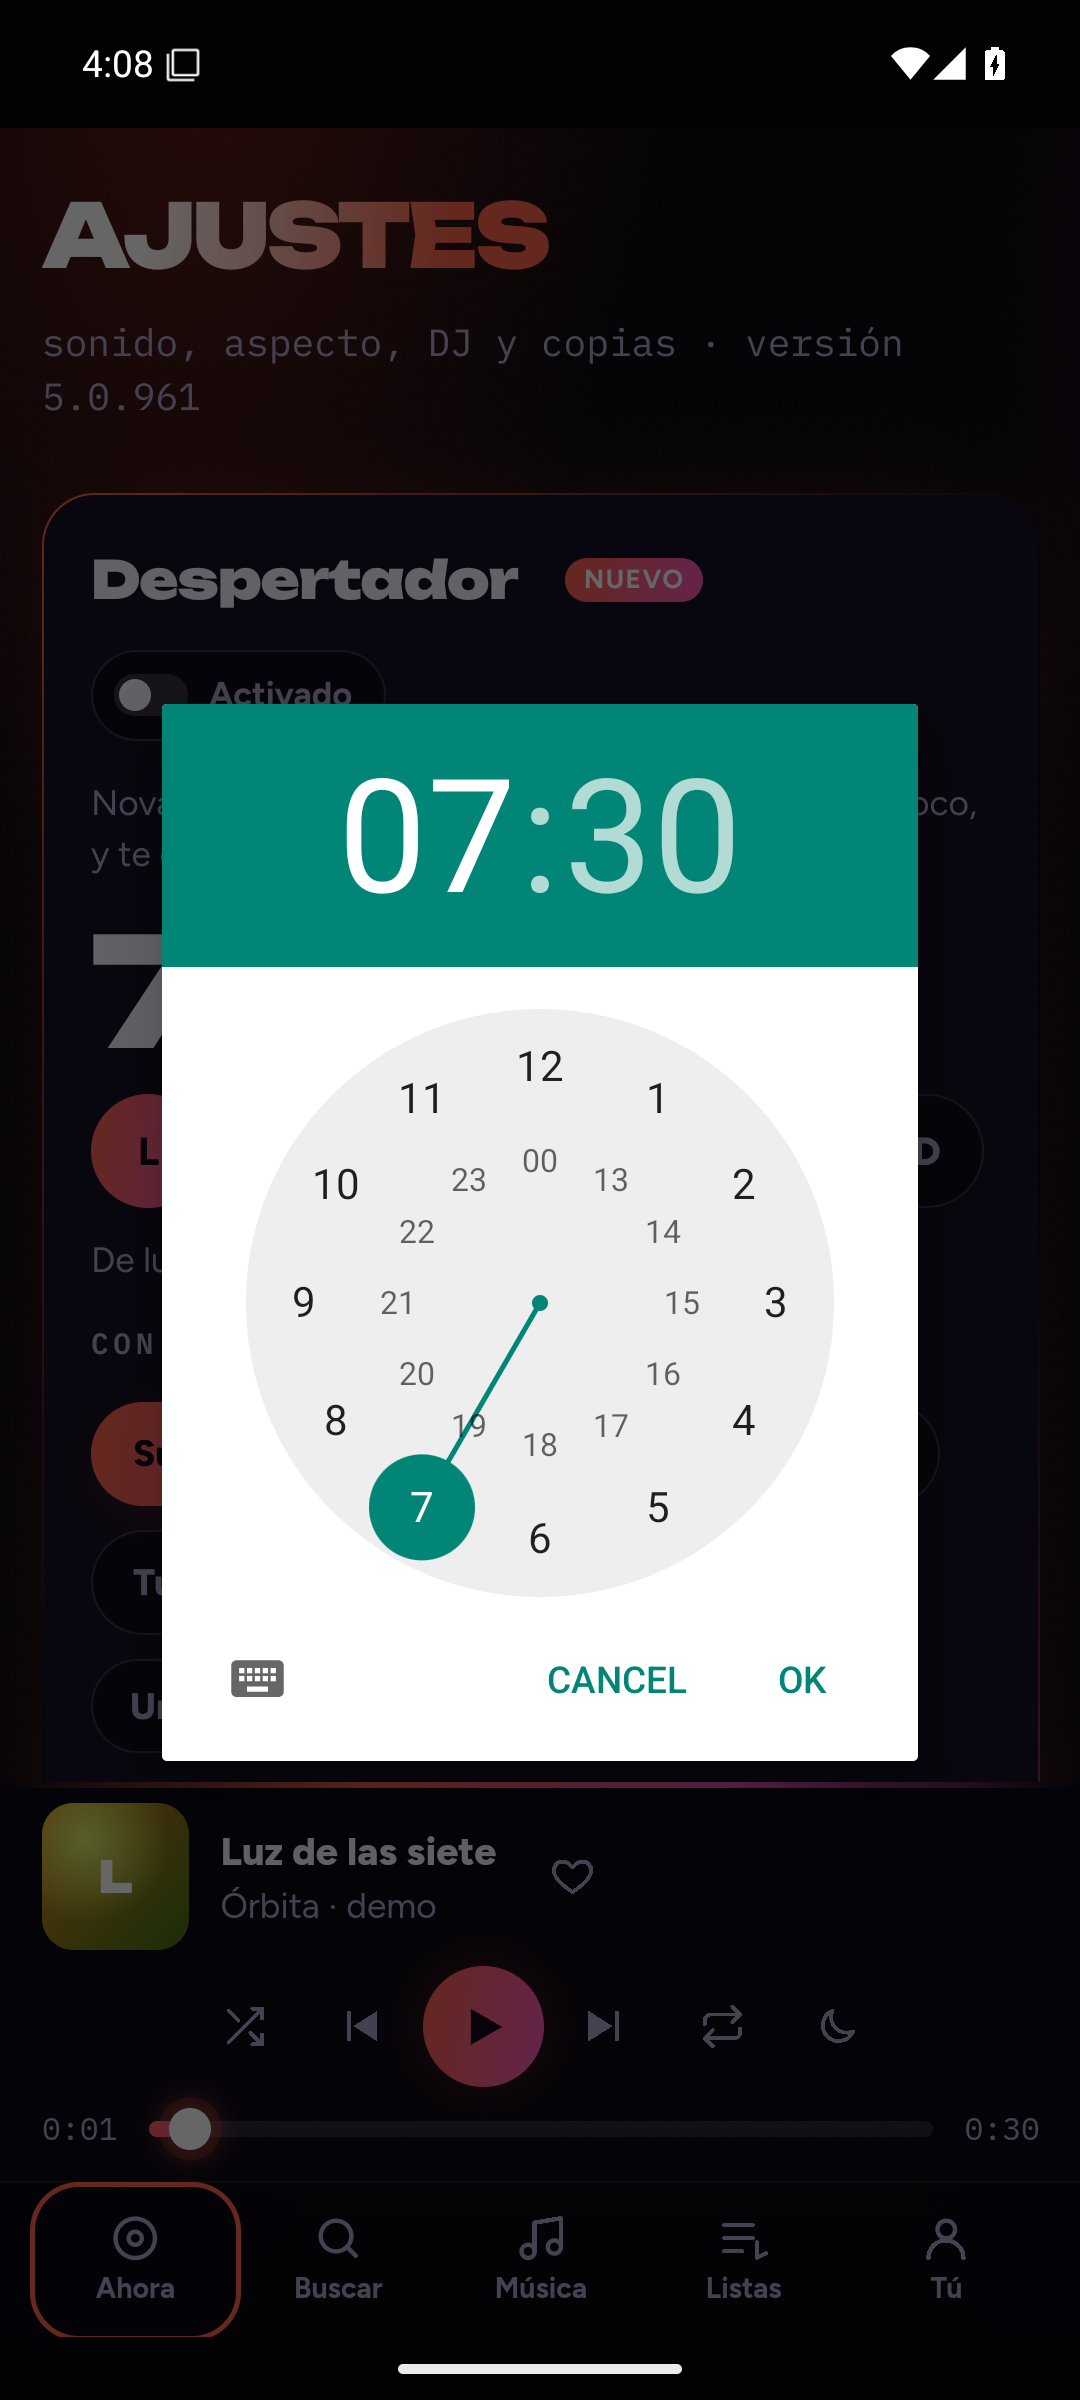 4:08
AJUSTES
sonido, aspecto, DJ y copias · versión
5.0.961
Despertador NUEVO
Activado
07:30
y te
7
L
D
CON
12
11 1
10 2
00
23 13
22 14
9 21 15 3
20 16
8 4
19 17
18
7 5
6
CANCEL OK
L
Luz de las siete
Órbita · demo
0:01 0:30
Ahora Buscar Música Listas Tú